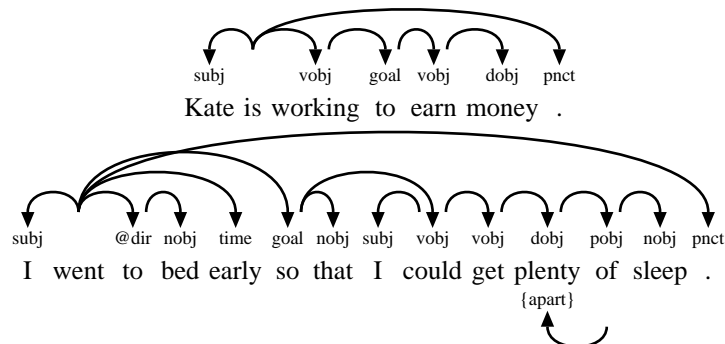 subj vobj goal vobj dobj pnct
Kate is working to earn money .
subj @dir nobj time goal nobj subj vobj vobj dobj pobj nobj pnct
I went to bed early so that I could get plenty of sleep .
{apart}